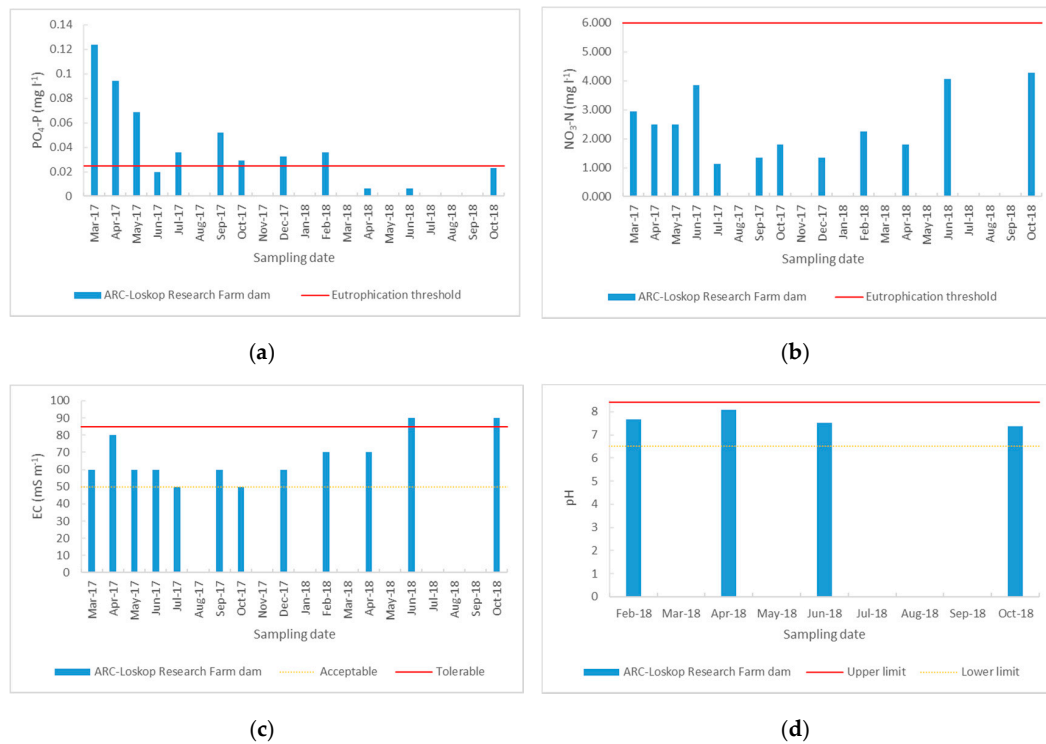 0.14
0.12
0.1
0.08
0.06
0.04
0.02
0
PO₄-P (mg l⁻¹)
Mar-17
Apr-17
May-17
Jun-17
Jul-17
Aug-17
Sep-17
Oct-17
Nov-17
Dec-17
Jan-18
Feb-18
Mar-18
Apr-18
May-18
Jun-18
Jul-18
Aug-18
Sep-18
Oct-18
Sampling date
ARC-Loskop Research Farm dam
Eutrophication threshold
(a)
6.000
5.000
4.000
3.000
2.000
1.000
0.000
NO₃-N (mg l⁻¹)
Mar-17
Apr-17
May-17
Jun-17
Jul-17
Aug-17
Sep-17
Oct-17
Nov-17
Dec-17
Jan-18
Feb-18
Mar-18
Apr-18
May-18
Jun-18
Jul-18
Aug-18
Sep-18
Oct-18
Sampling date
ARC-Loskop Research Farm dam
Eutrophication threshold
(b)
100
90
80
70
60
50
40
30
20
10
0
EC (mS m⁻¹)
Mar-17
Apr-17
May-17
Jun-17
Jul-17
Aug-17
Sep-17
Oct-17
Nov-17
Dec-17
Jan-18
Feb-18
Mar-18
Apr-18
May-18
Jun-18
Jul-18
Aug-18
Sep-18
Oct-18
Sampling date
ARC-Loskop Research Farm dam
Acceptable
Tolerable
(c)
8
7
6
5
4
3
2
1
0
pH
Feb-18
Mar-18
Apr-18
May-18
Jun-18
Jul-18
Aug-18
Sep-18
Oct-18
Sampling date
ARC-Loskop Research Farm dam
Upper limit
Lower limit
(d)